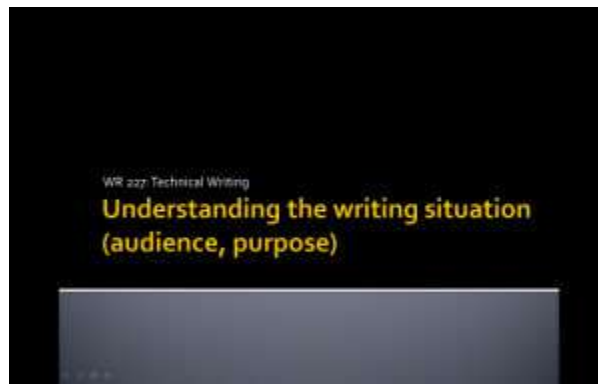 WR 227: Technical Writing
Understanding the writing situation
(audience, purpose)